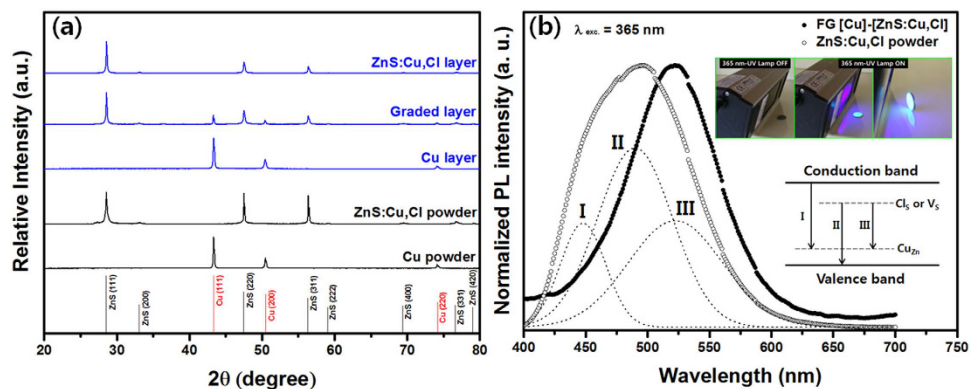 (a)
ZnS:Cu,Cl layer
Graded layer
Cu layer
ZnS:Cu,Cl powder
Cu powder
ZnS (111)
ZnS (200)
Cu (111)
ZnS (220)
Cu (200)
ZnS (311)
ZnS (222)
ZnS (400)
Cu (220)
ZnS (331)
ZnS (420)
20 30 40 50 60 70 80
2θ (degree)
Relative Intensity (a.u.)
(b)
λ exc. = 365 nm
FG [Cu]-[ZnS:Cu,Cl]
ZnS:Cu,Cl powder
365 nm-UV Lamp OFF
365 nm-UV Lamp ON
I
II
III
Conduction band
ClS or VS
I
II
III
CuZn
Valence band
400 450 500 550 600 650 700 750
Wavelength (nm)
Normalized PL intensity (a. u.)